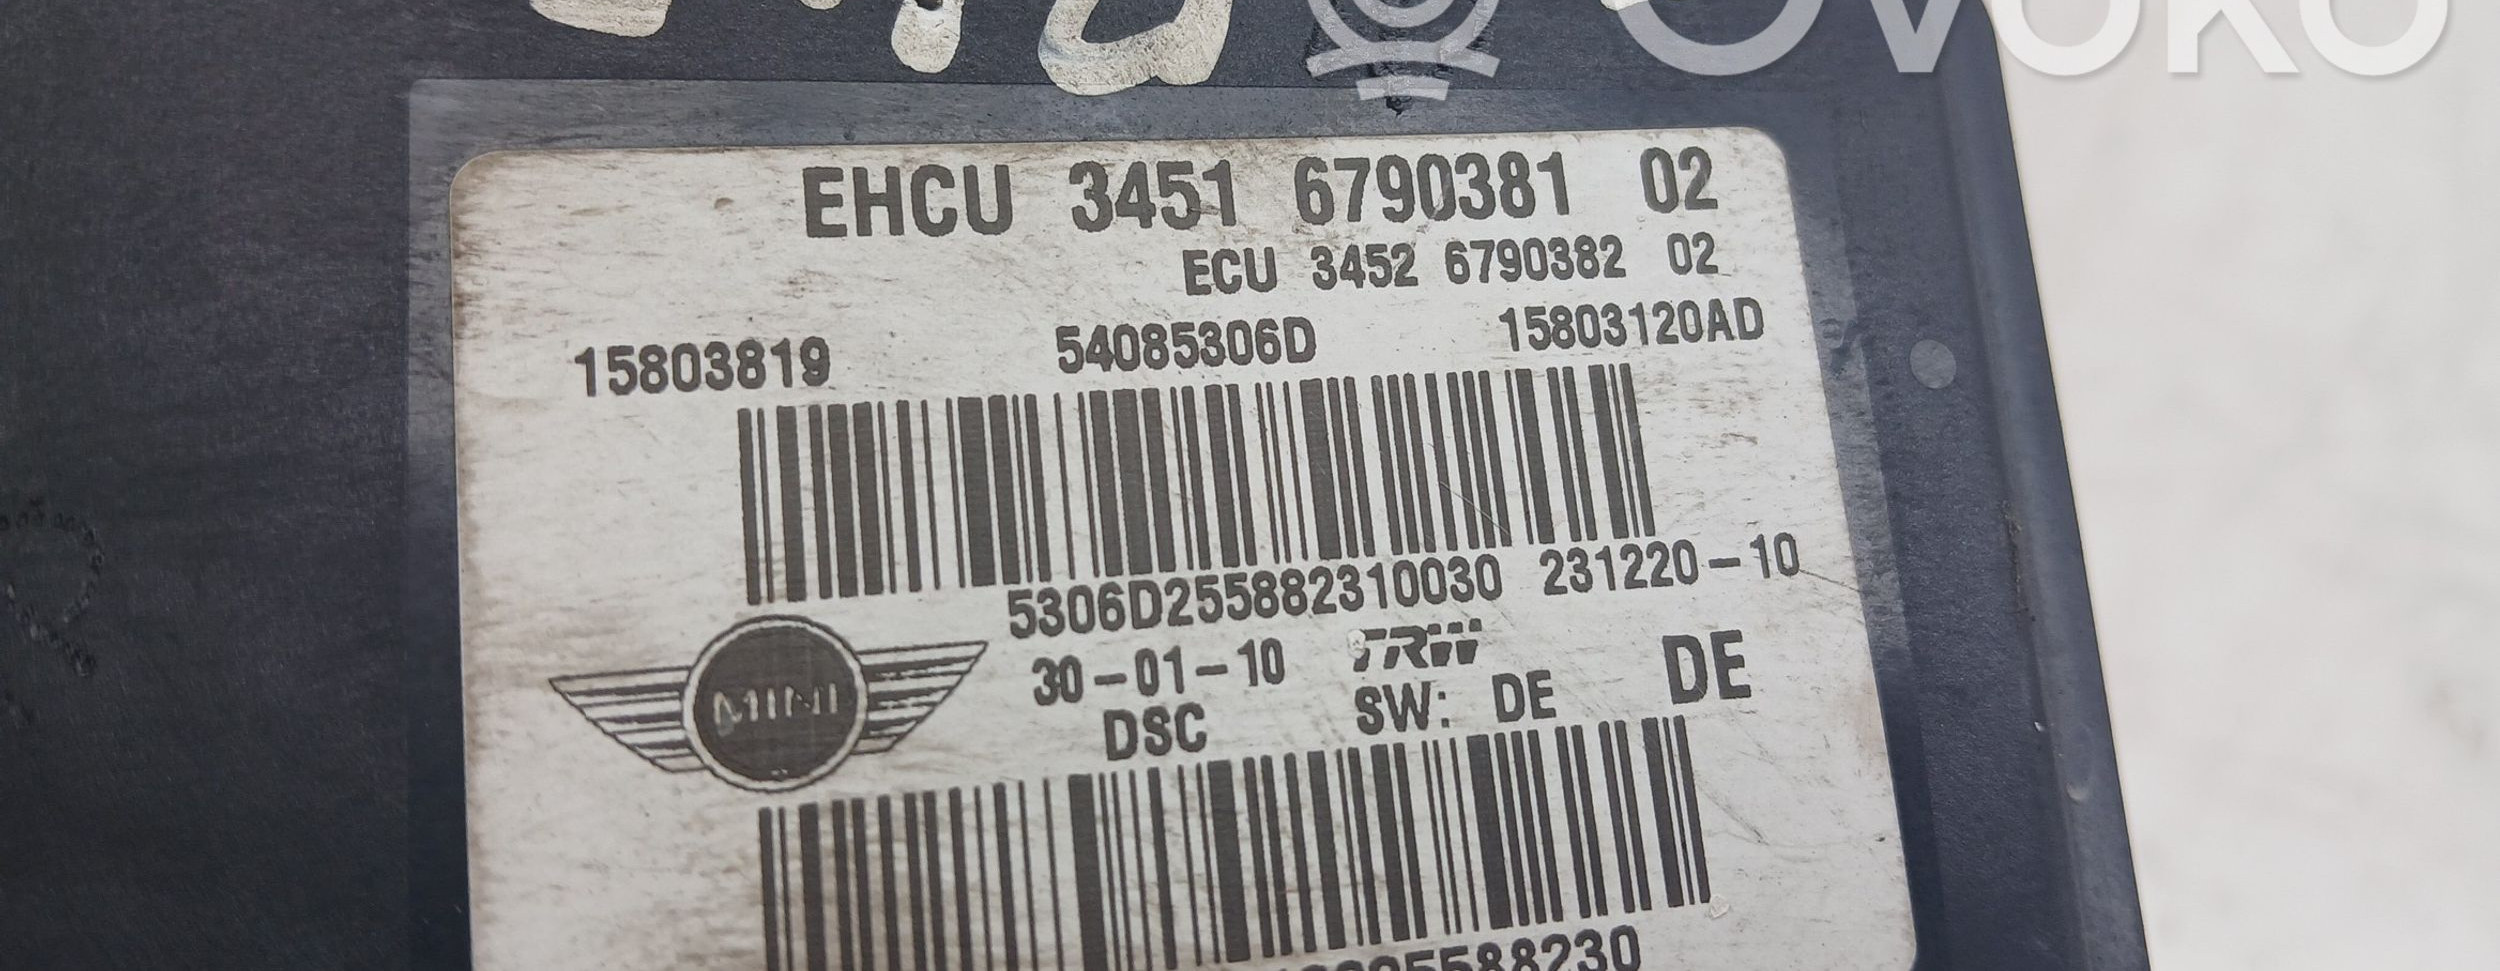 OVOKO
EHCU 3451 6790381 02
ECU 3452 6790382 02
15803819 54085306D 15803120AD
5306D255882310030 231220-10
MINI 30-01-10 TRW DE
DSC SW: DE